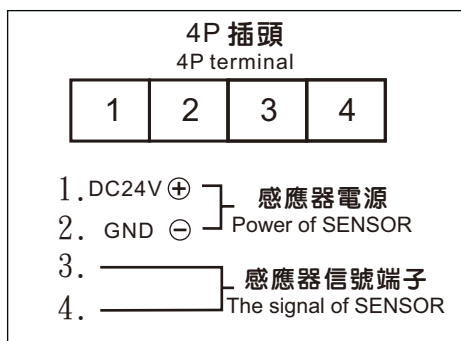 4P 插頭
4P terminal
1 2 3 4
1. DC24V ⊕
感應器電源
2. GND ⊖
Power of SENSOR
3.
感應器信號端子
4.
The signal of SENSOR